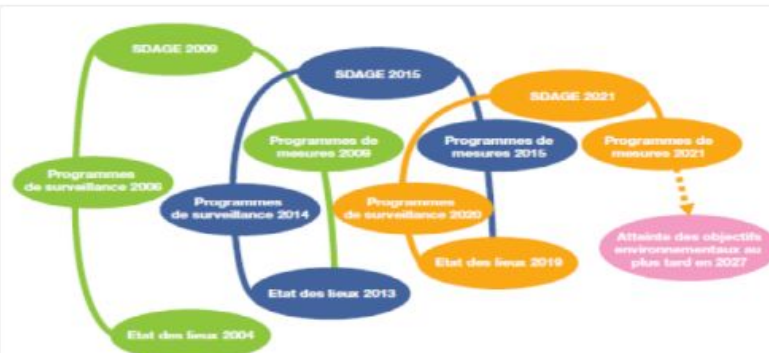 SDAGE 2009
SDAGE 2015
SDAGE 2021
Programmes de
mesures 2009
Programmes de
mesures 2015
Programmes de
mesures 2021
Programmes
de surveillance 2006
Programmes
de surveillance 2014
Programmes
de surveillance 2020
Atteinte des objectifs
environnementaux au
plus tard en 2027
Etat des lieux 2019
Etat des lieux 2013
Etat des lieux 2004